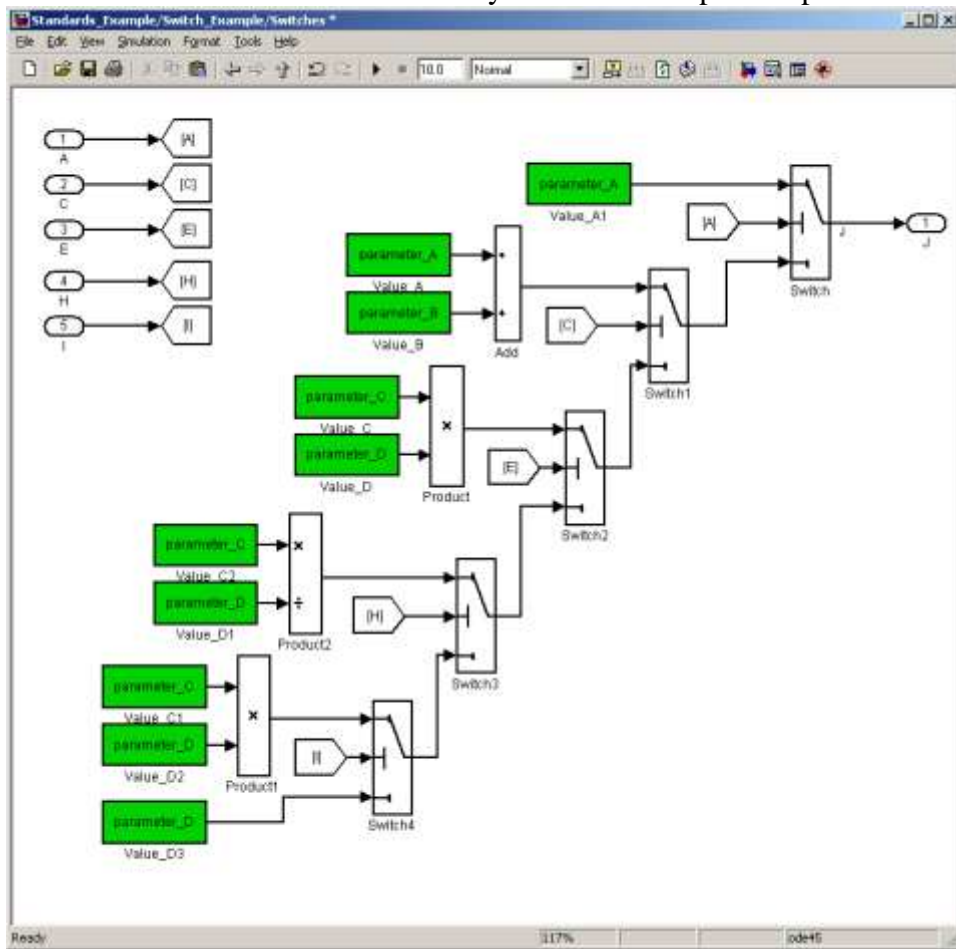 Standards_Example/Switch_Example/Switches *
File Edit View Simulation Format Tools Help
10.0 Normal
1
A
[A]
2
C
[C]
3
E
[E]
4
H
[H]
5
I
[I]
parameter_A
Value_A1
[A]
Switch
J
1
J
parameter_A
Value_A
parameter_B
Value_B
+
+
Add
[C]
Switch1
parameter_C
Value_C
parameter_D
Value_D
×
Product
[E]
Switch2
parameter_C
Value_C2
parameter_D
Value_D1
×
÷
Product2
[H]
Switch3
parameter_C
Value_C1
parameter_D
Value_D2
×
Product1
[I]
parameter_D
Value_D3
Switch4
Ready 117% ode45